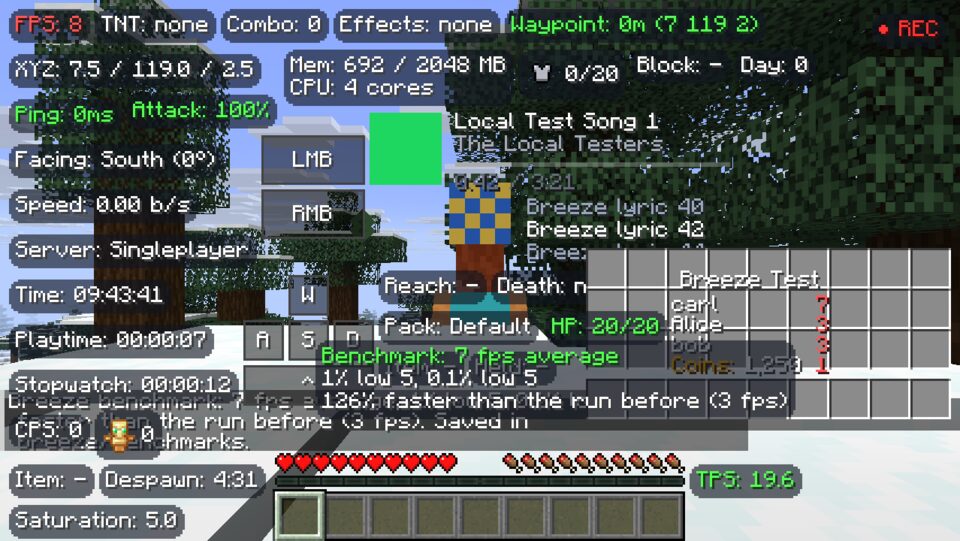 FPS: 8 TNT: none Combo: 0 Effects: none Waypoint: 0m (7 119 2) REC
XYZ: 7.5 / 119.0 / 2.5
Mem: 692 / 2048 MB
CPU: 4 cores
0/20
Block: - Day: 0
Ping: 0ms Attack: 100%
Local Test Song 1
The Local Testers
0:42 / 3:21
Facing: South (0°)
LMB
Speed: 0.00 b/s
RMB
Breeze lyric 40
Breeze lyric 42
Breeze lyric
Server: Singleplayer
Reach: - Death: n
Breeze Test
Time: 09:43:41
W
carl 7
Alice 3
bob 3
Coins: 1,250 1
Pack: Default HP: 20/20
Playtime: 00:00:07
A S D
Benchmark: 7 fps average
1% low 5, 0.1% low 5
126% faster than the run before (3 fps)
Stopwatch: 00:00:12
Breeze benchmark: 7 fps
than the run before (3 fps). Saved in
breeze/benchmarks.
CPS: 0
0
Item: - Despawn: 4:31
TPS: 19.6
Saturation: 5.0